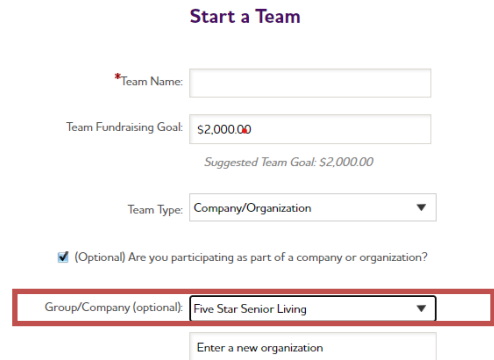 Start a Team
*Team Name:
Team Fundraising Goal: $2,000.00
Suggested Team Goal: $2,000.00
Team Type: Company/Organization
(Optional) Are you participating as part of a company or organization?
Group/Company (optional): Five Star Senior Living
Enter a new organization